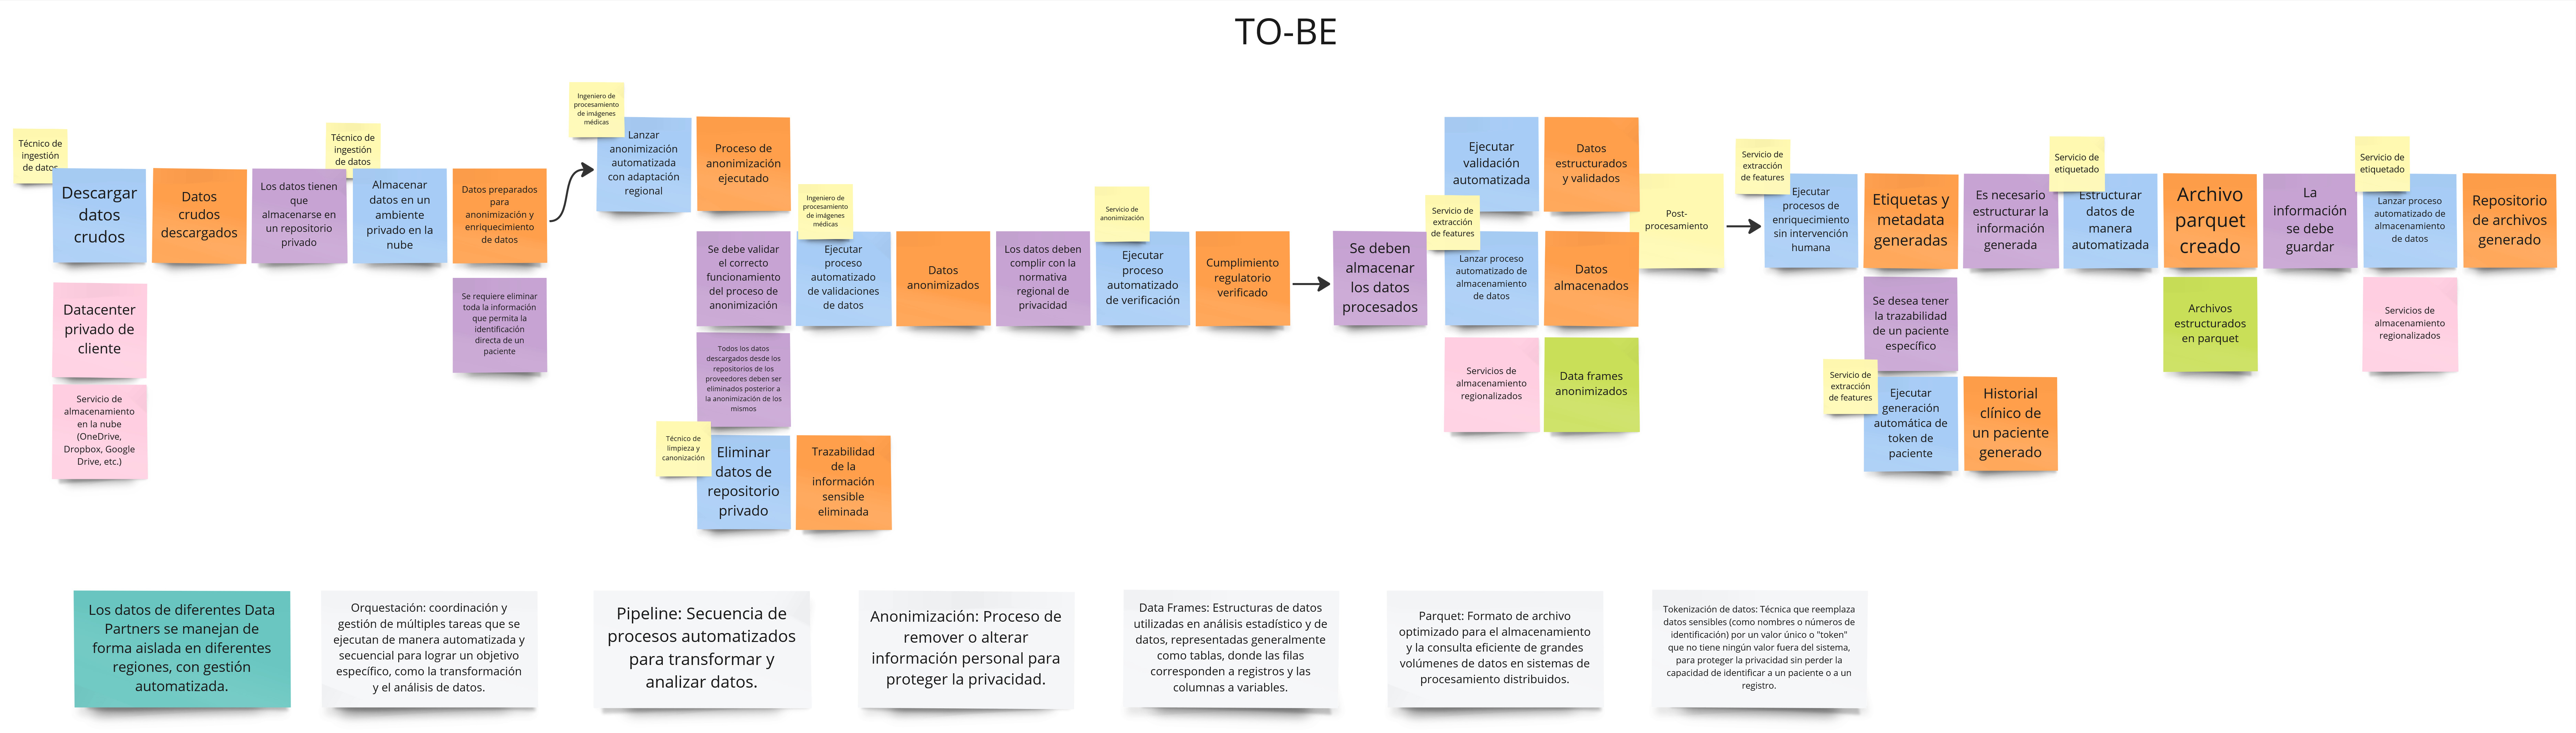 TO-BE
Técnico de
ingestión
de datos
Descargar
datos
crudos
Datos
crudos
descargados
Los datos tienen
que
almacenarse en
un repositorio
privado
Técnico de
ingestión
de datos
Almacenar
datos en un
ambiente
privado en la
nube
Datos preparados
para
anonimización y
enriquecimiento
de datos
Datacenter
privado de
cliente
Servicio de
almacenamiento
en la nube
(OneDrive,
Dropbox, Google
Drive, etc.)
Se requiere eliminar
toda la información
que permita la
identificación
directa de un
paciente
Ingeniero de
procesamiento
de imágenes
médicas
Lanzar
anonimización
automatizada
con adaptación
regional
Proceso de
anonimización
ejecutado
Se debe validar
el correcto
funcionamiento
del proceso de
anonimización
Ingeniero de
procesamiento
de imágenes
médicas
Ejecutar
proceso
automatizado
de validaciones
de datos
Datos
anonimizados
Los datos deben
complir con la
normativa
regional de
privacidad
Servicio de
anonimización
Ejecutar
proceso
automatizado
de verificación
Cumplimiento
regulatorio
verificado
Todos los datos
descargados desde los
repositorios de los
proveedores deben ser
eliminados posterior a
la anonimización de los
mismos
Técnico de
limpieza y
canonización
Eliminar
datos de
repositorio
privado
Trazabilidad
de la
información
sensible
eliminada
Se deben
almacenar
los datos
procesados
Ejecutar
validación
automatizada
Datos
estructurados
y validados
Servicio de
extracción
de features
Lanzar proceso
automatizado de
almacenamiento
de datos
Datos
almacenados
Servicios de
almacenamiento
regionalizados
Data frames
anonimizados
Post-
procesamiento
Servicio de
extracción
de features
Ejecutar
procesos de
enriquecimiento
sin intervención
humana
Etiquetas y
metadata
generadas
Es necesario
estructurar la
información
generada
Servicio de
etiquetado
Estructurar
datos de
manera
automatizada
Archivo
parquet
creado
La
información
se debe
guardar
Servicio de
etiquetado
Lanzar proceso
automatizado de
almacenamiento
de datos
Repositorio
de archivos
generado
Se desea tener
la trazabilidad
de un paciente
específico
Archivos
estructurados
en parquet
Servicios de
almacenamiento
regionalizados
Servicio de
extracción
de features
Ejecutar
generación
automática de
token de
paciente
Historial
clínico de
un paciente
generado
Los datos de diferentes Data
Partners se manejan de
forma aislada en diferentes
regiones, con gestión
automatizada.
Orquestación: coordinación y
gestión de múltiples tareas que se
ejecutan de manera automatizada y
secuencial para lograr un objetivo
específico, como la transformación
y el análisis de datos.
Pipeline: Secuencia de
procesos automatizados
para transformar y
analizar datos.
Anonimización: Proceso de
remover o alterar
información personal para
proteger la privacidad.
Data Frames: Estructuras de datos
utilizadas en análisis estadístico y de
datos, representadas generalmente
como tablas, donde las filas
corresponden a registros y las
columnas a variables.
Parquet: Formato de archivo
optimizado para el almacenamiento
y la consulta eficiente de grandes
volúmenes de datos en sistemas de
procesamiento distribuidos.
Tokenización de datos: Técnica que reemplaza
datos sensibles (como nombres o números de
identificación) por un valor único o "token"
que no tiene ningún valor fuera del sistema,
para proteger la privacidad sin perder la
capacidad de identificar a un paciente o a un
registro.